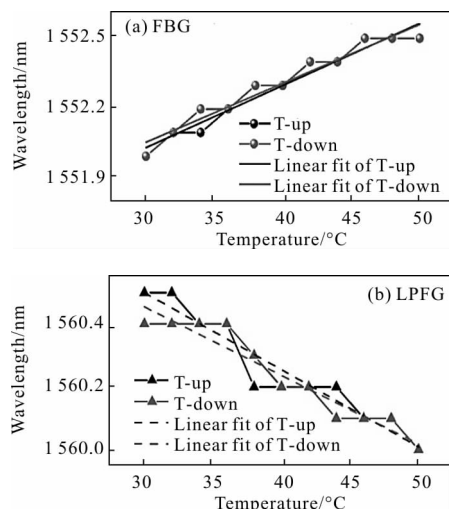 (a) FBG
Wavelength/nm
1 552.5
1 552.2
1 551.9
T-up
T-down
Linear fit of T-up
Linear fit of T-down
30 35 40 45 50
Temperature/°C
(b) LPFG
Wavelength/nm
1 560.4
1 560.2
1 560.0
T-up
T-down
Linear fit of T-up
Linear fit of T-down
30 35 40 45 50
Temperature/°C